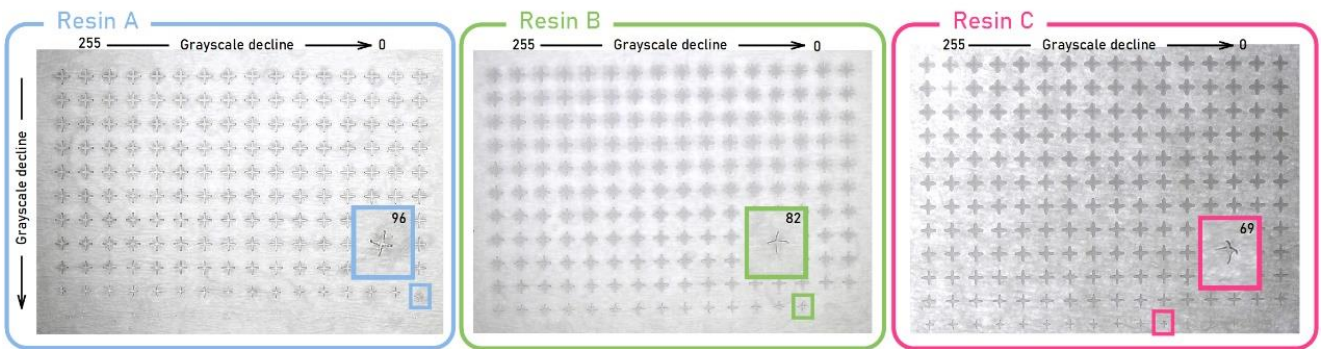 Resin A
255 Grayscale decline 0
Grayscale decline
96
Resin B
255 Grayscale decline 0
82
Resin C
255 Grayscale decline 0
69